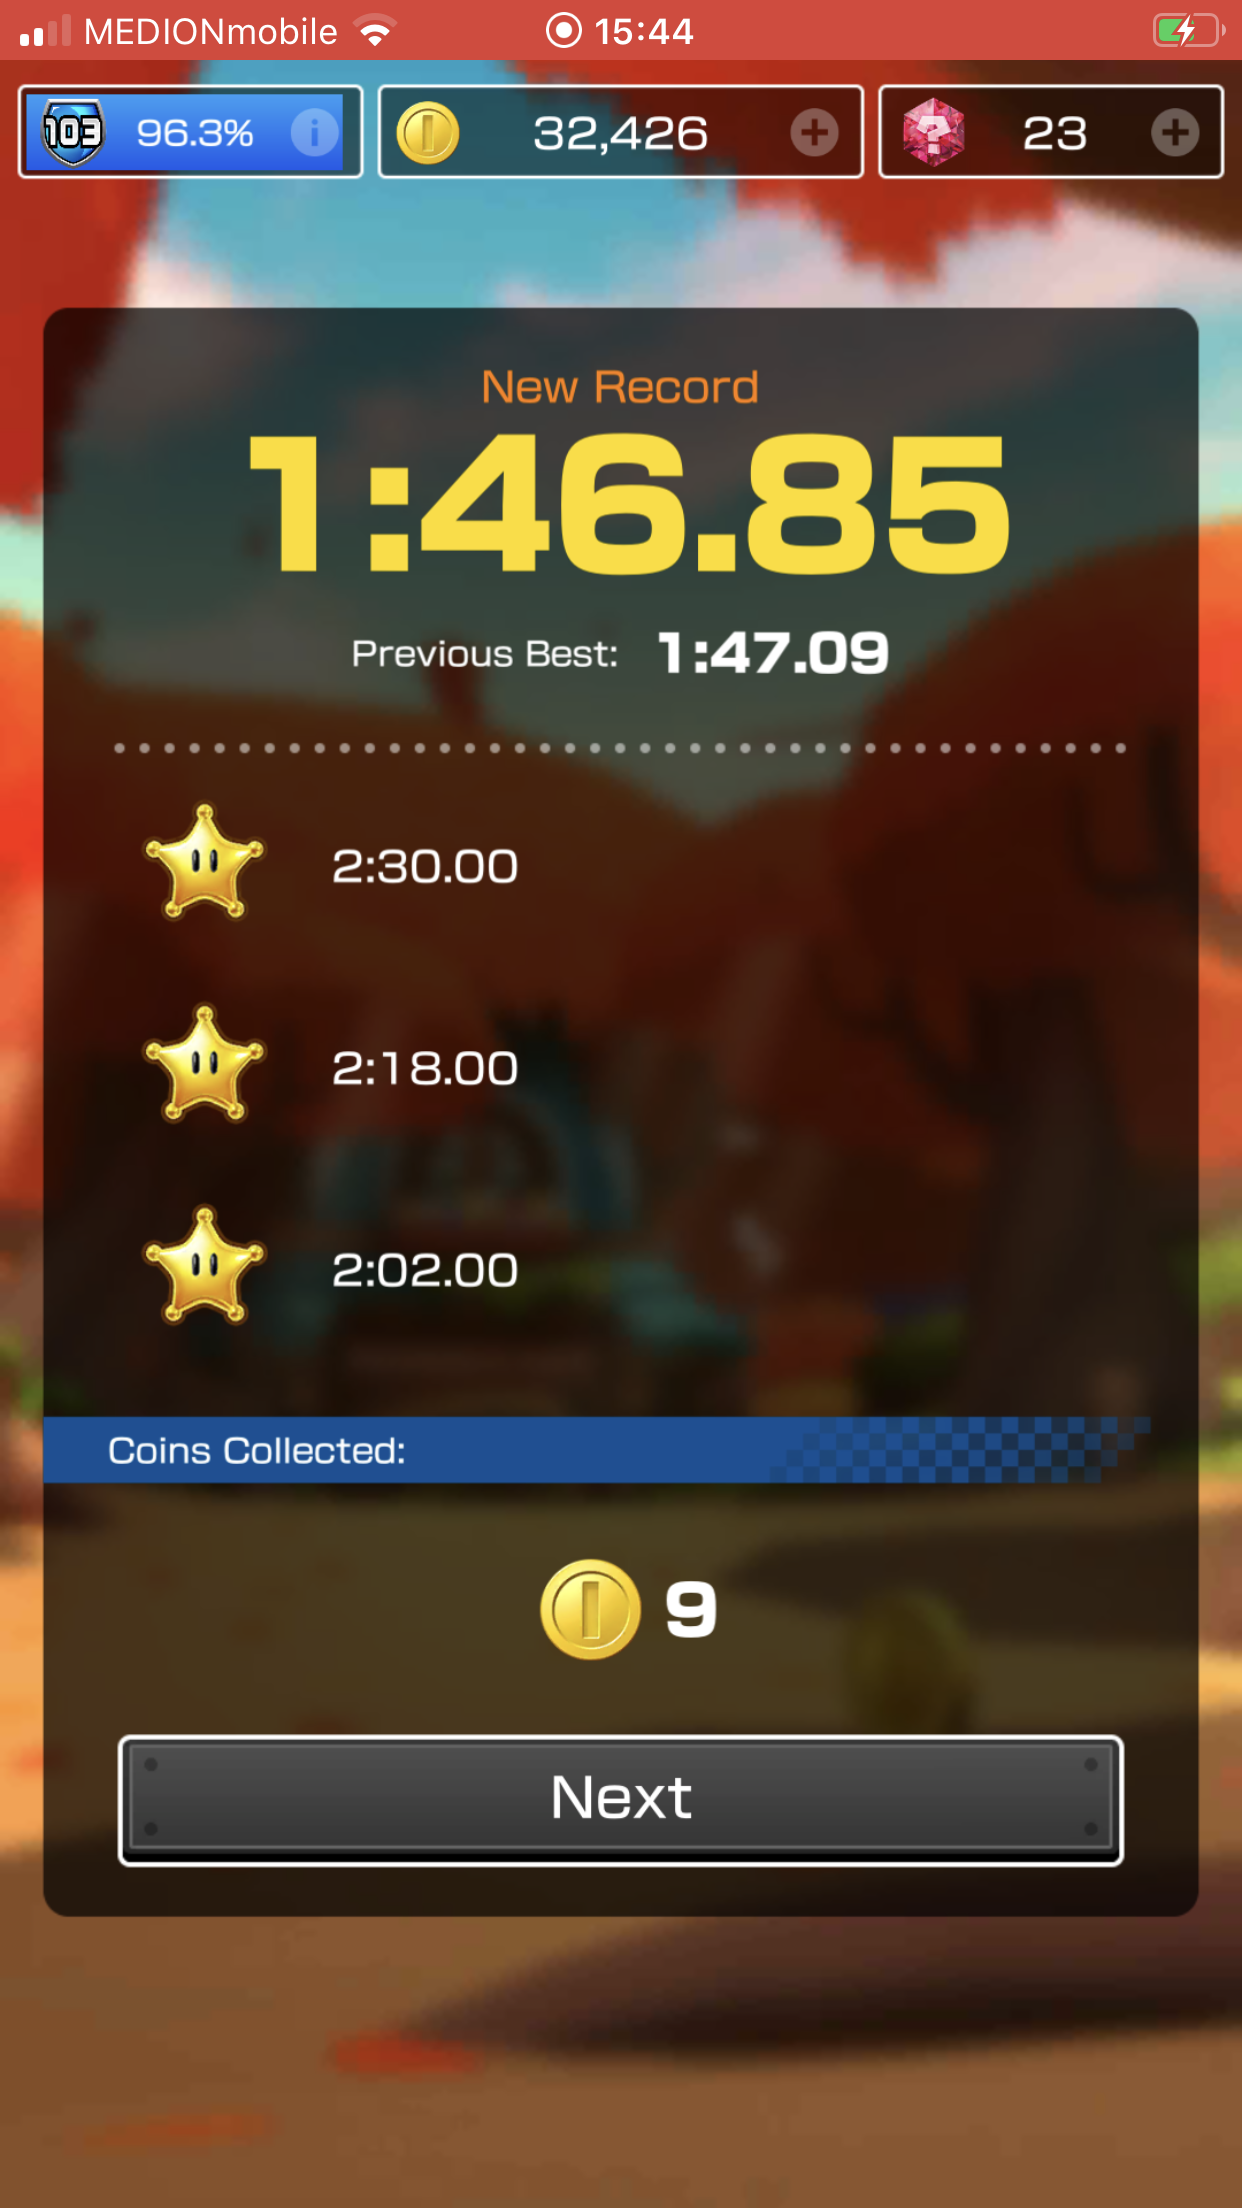 MEDIONmobile 15:44
103 96.3% i 32,426 + ? 23 +
New Record
1:46.85
Previous Best: 1:47.09
2:30.00
2:18.00
2:02.00
Coins Collected:
9
Next